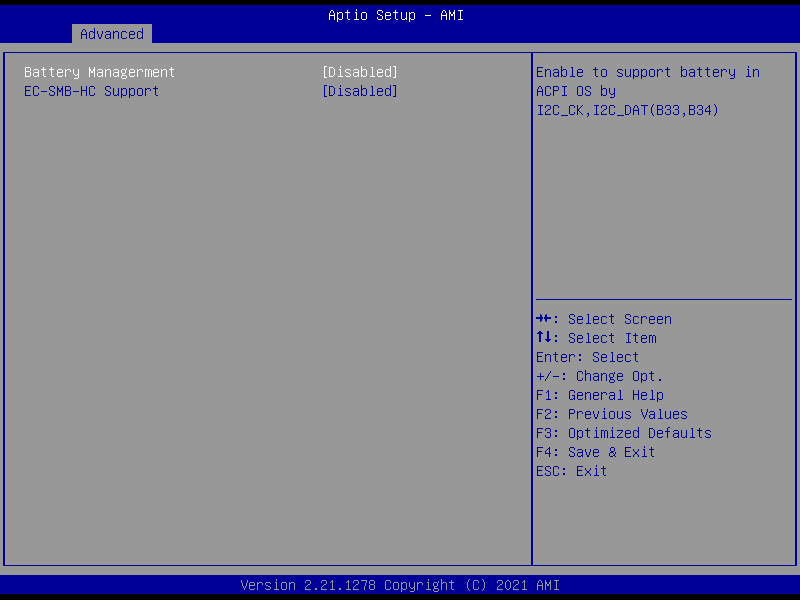 Aptio Setup – AMI
Advanced
Battery Managerment [Disabled]
EC-SMB-HC Support [Disabled]
Enable to support battery in
ACPI OS by
I2C_CK,I2C_DAT(B33,B34)
→←: Select Screen
↑↓: Select Item
Enter: Select
+/-: Change Opt.
F1: General Help
F2: Previous Values
F3: Optimized Defaults
F4: Save & Exit
ESC: Exit
Version 2.21.1278 Copyright (C) 2021 AMI